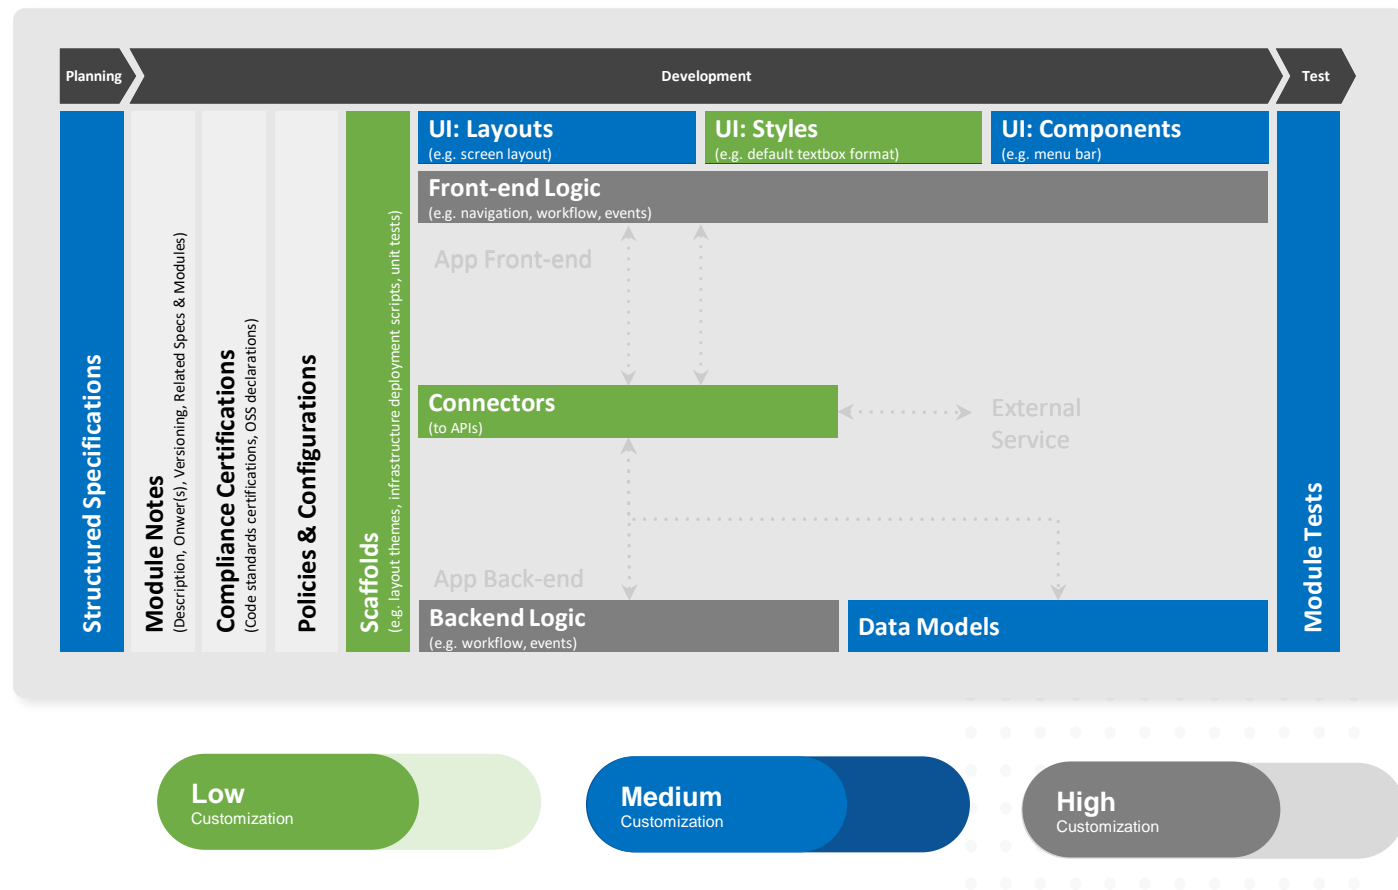 Planning
Development
Test
Structured Specifications
Module Notes
(Description, Onwer(s), Versioning, Related Specs & Modules)
Compliance Certifications
(Code standards certifications, OSS declarations)
Policies & Configurations
Scaffolds
(e.g. layout themes, infrastructure deployment scripts, unit tests)
UI: Layouts
(e.g. screen layout)
UI: Styles
(e.g. default textbox format)
UI: Components
(e.g. menu bar)
Front-end Logic
(e.g. navigation, workflow, events)
App Front-end
Connectors
(to APIs)
External
Service
App Back-end
Backend Logic
(e.g. workflow, events)
Data Models
Module Tests
Low
Customization
Medium
Customization
High
Customization